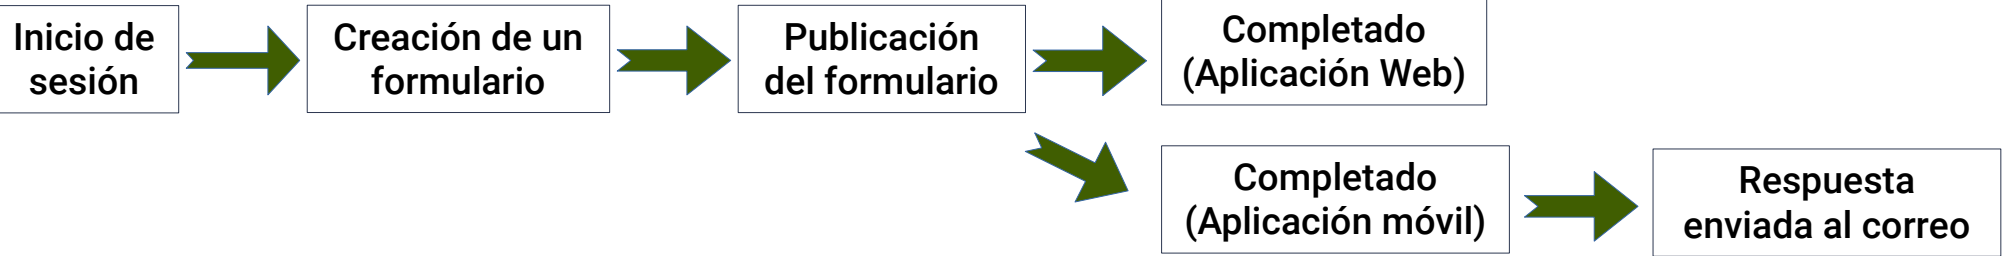 Inicio de
sesión
Creación de un
formulario
Publicación
del formulario
Completado
(Aplicación Web)
Completado
(Aplicación móvil)
Respuesta
enviada al correo